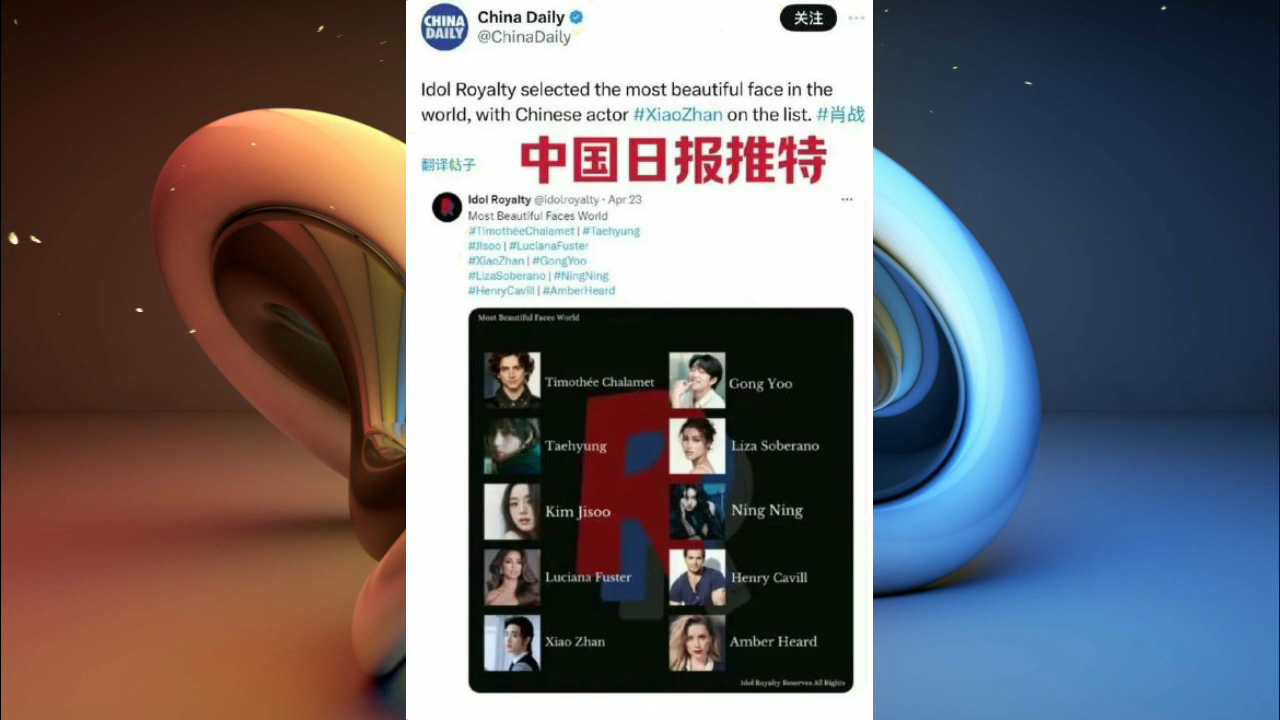 CHINA
DAILY
China Daily
@ChinaDaily
关注
Idol Royalty selected the most beautiful face in the
world, with Chinese actor #XiaoZhan on the list. #肖战
翻译帖子
中国日报推特
Idol Royalty @idolroyalty · Apr 23
Most Beautiful Faces World
#TimothéeChalamet | #Taehyung
#Jisoo | #LucianaFuster
#XiaoZhan | #GongYoo
#LizaSoberano | #NingNing
#HenryCavill | #AmberHeard
Most Beautiful Faces World
Timothée Chalamet
Taehyung
Kim Jisoo
Luciana Fuster
Xiao Zhan
Gong Yoo
Liza Soberano
Ning Ning
Henry Cavill
Amber Heard
Idol Royalty Reserves All Rights